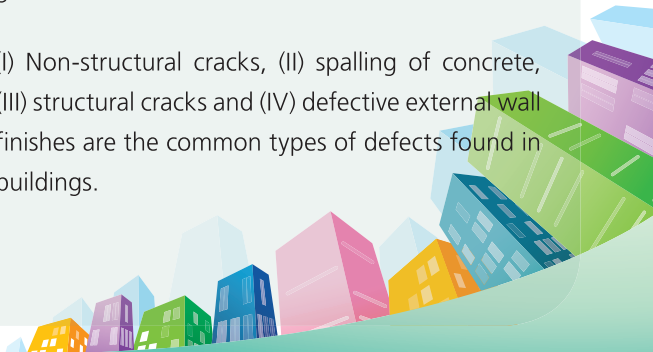 (I) Non-structural cracks, (II) spalling of concrete,
(III) structural cracks and (IV) defective external wall
finishes are the common types of defects found in
buildings.